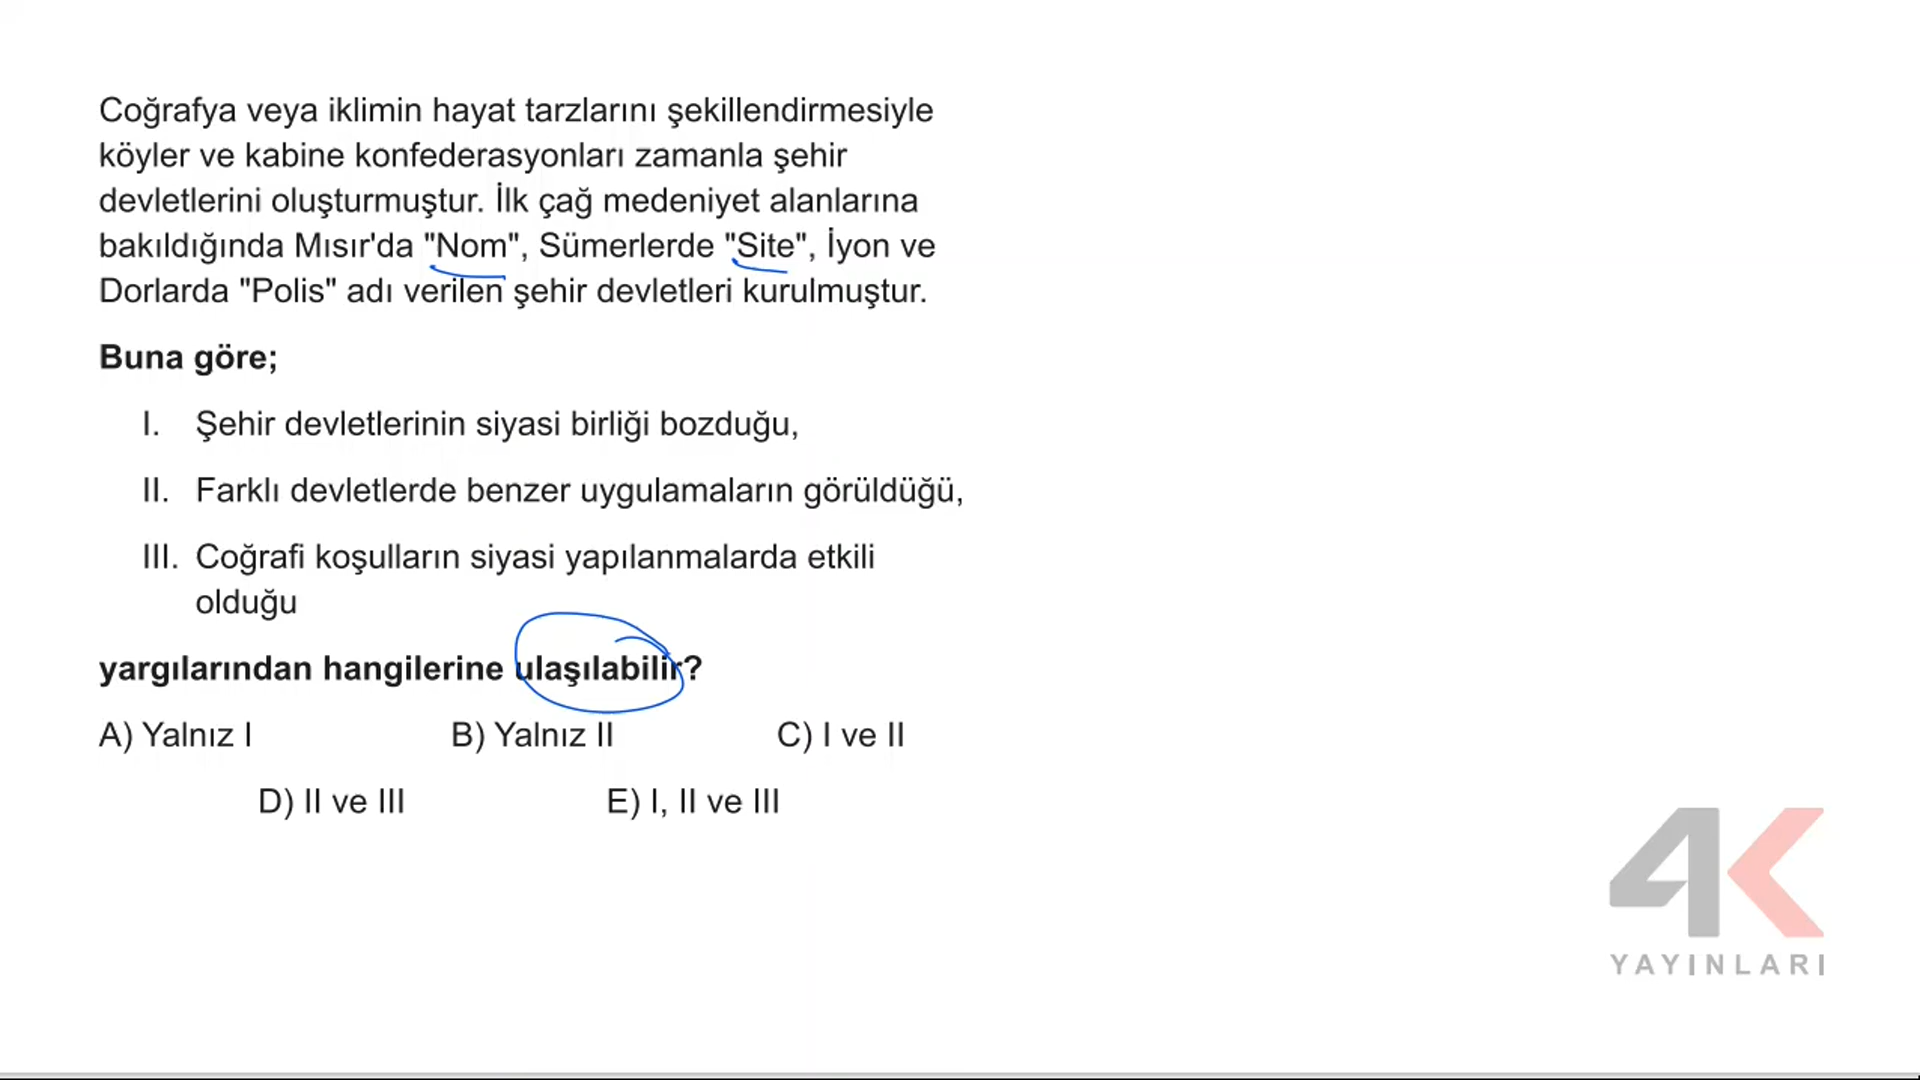 Coğrafya veya iklimin hayat tarzlarını şekillendirmesiyle
köyler ve kabine konfederasyonları zamanla şehir
devletlerini oluşturmuştur. İlk çağ medeniyet alanlarına
bakıldığında Mısır'da "Nom", Sümerlerde "Site", İyon ve
Dorlarda "Polis" adı verilen şehir devletleri kurulmuştur.
Buna göre;
I. Şehir devletlerinin siyasi birliği bozduğu,
II. Farklı devletlerde benzer uygulamaların görüldüğü,
III. Coğrafi koşulların siyasi yapılanmalarda etkili
olduğu
yargılarından hangilerine ulaşılabilir?
A) Yalnız I B) Yalnız II C) I ve II
D) II ve III E) I, II ve III
4K
YAYINLARI